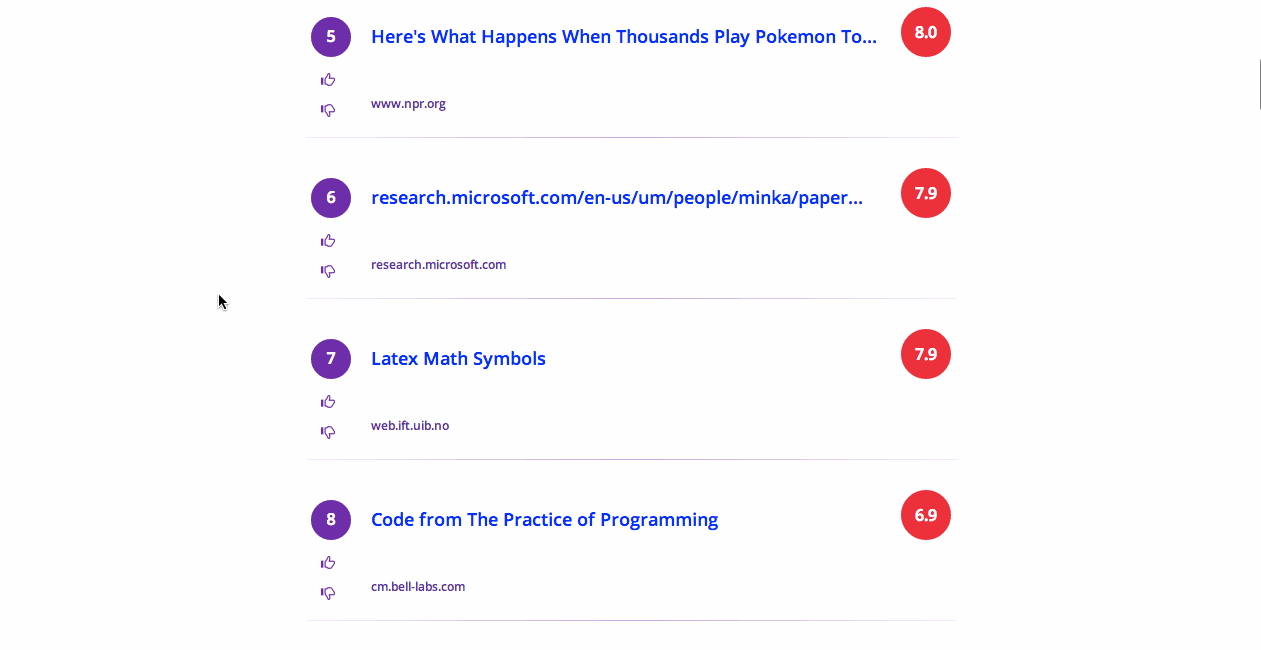 5 Here's What Happens When Thousands Play Pokemon To... 8.0
www.npr.org
6 research.microsoft.com/en-us/um/people/minka/paper... 7.9
research.microsoft.com
7 Latex Math Symbols 7.9
web.ift.uib.no
8 Code from The Practice of Programming 6.9
cm.bell-labs.com